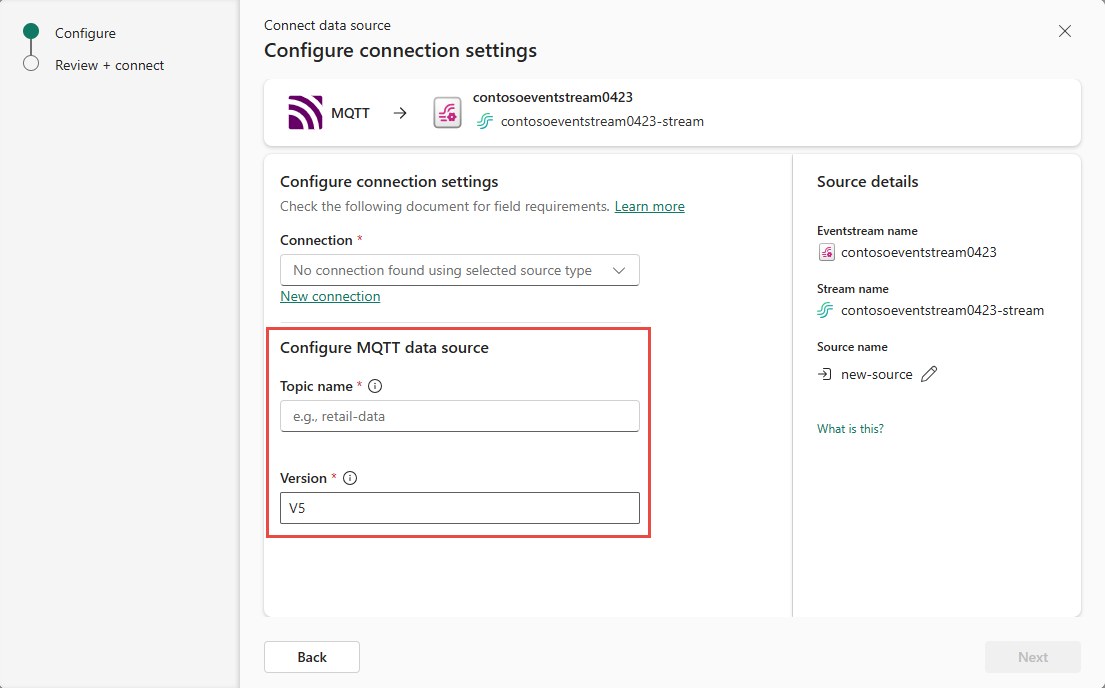 Configure
Review + connect
Connect data source
Configure connection settings
MQTT
contosoeventstream0423
contosoeventstream0423-stream
Configure connection settings
Check the following document for field requirements. Learn more
Connection *
No connection found using selected source type
New connection
Configure MQTT data source
Topic name *
e.g., retail-data
Version *
V5
Source details
Eventstream name
contosoeventstream0423
Stream name
contosoeventstream0423-stream
Source name
new-source
What is this?
Back
Next